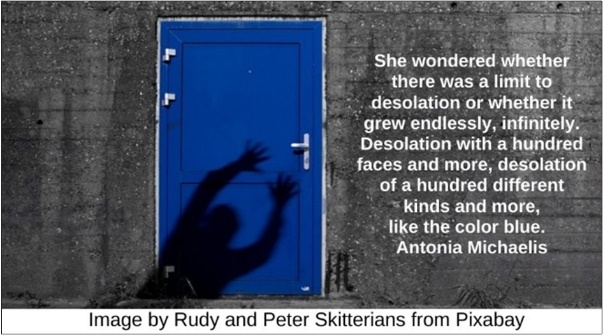 She wondered whether
there was a limit to
desolation or whether it
grew endlessly, infinitely.
Desolation with a hundred
faces and more, desolation
of a hundred different
kinds and more,
like the color blue.
Antonia Michaelis
Image by Rudy and Peter Skitterians from Pixabay